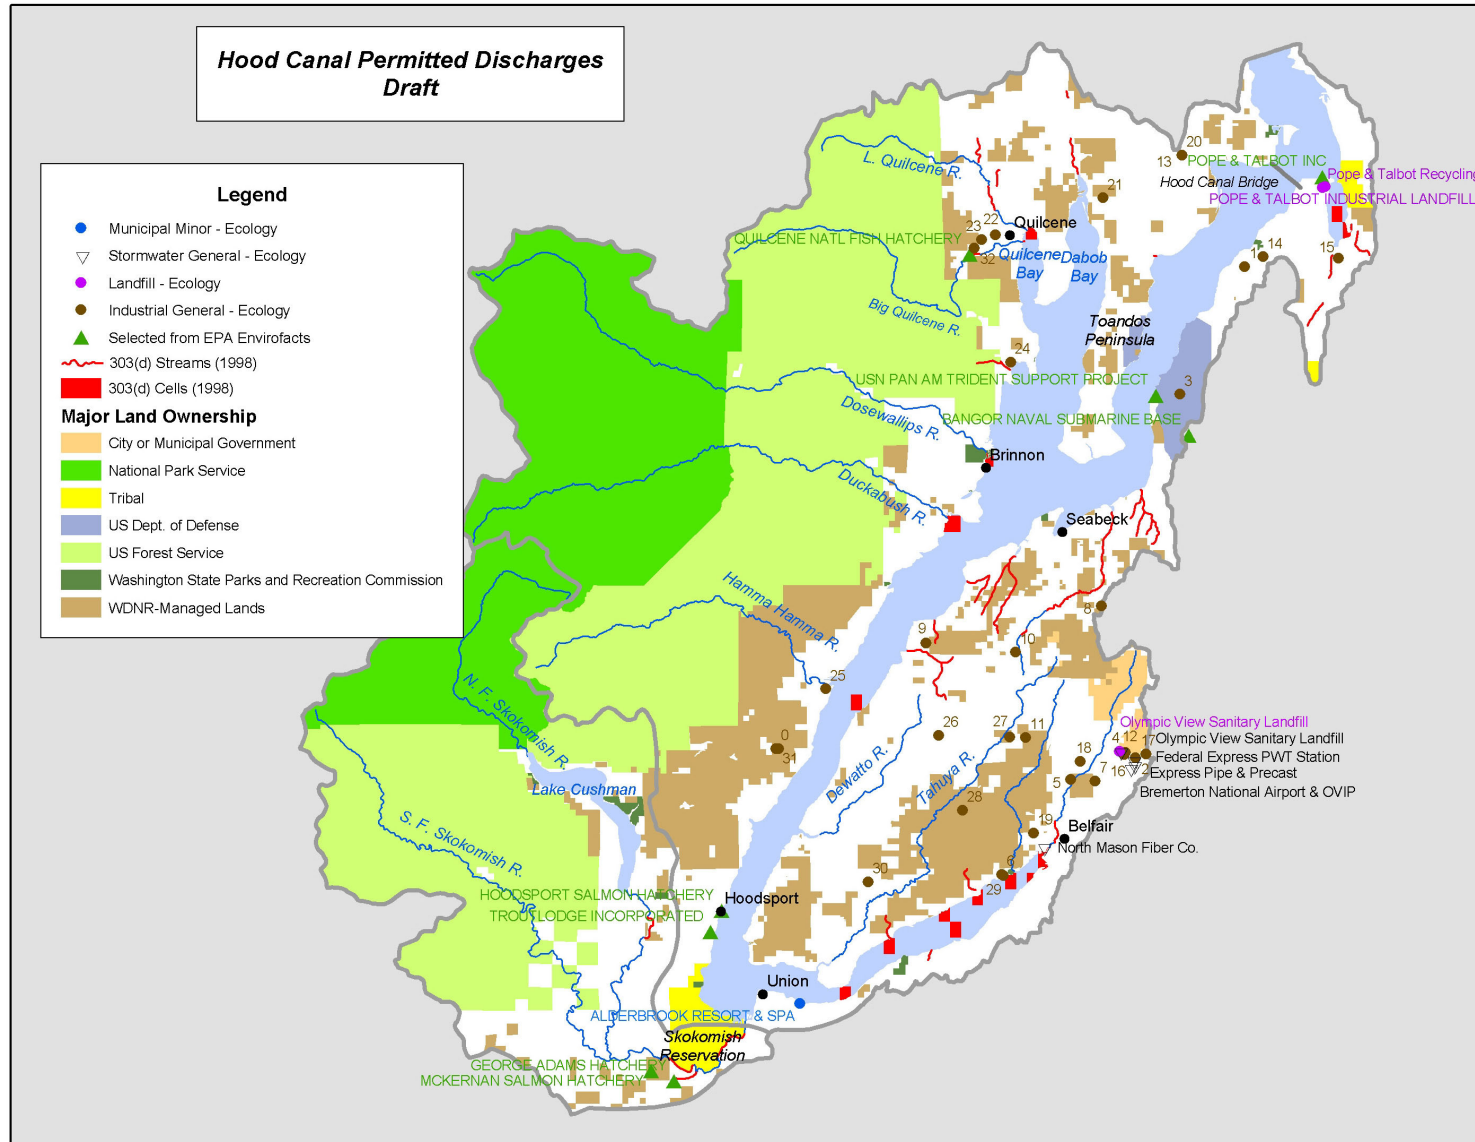 Hood Canal Permitted Discharges
Draft
Legend
Municipal Minor - Ecology
Stormwater General - Ecology
Landfill - Ecology
Industrial General - Ecology
Selected from EPA Envirofacts
303(d) Streams (1998)
303(d) Cells (1998)
Major Land Ownership
City or Municipal Government
National Park Service
Tribal
US Dept. of Defense
US Forest Service
Washington State Parks and Recreation Commission
WDNR-Managed Lands
L. Quilcene R.
20
13
POPE & TALBOT INC
Pope & Talbot Recycling
Hood Canal Bridge
POPE & TALBOT INDUSTRIAL LANDFILL
21
22
23
Quilcene
QUILCENE NATL FISH HATCHERY
32
Quilcene
Bay
Dabob
Bay
1
14
15
Big Quilcene R.
Toandos
Peninsula
24
USN PAN AM TRIDENT SUPPORT PROJECT
3
Dosewallips R.
BANGOR NAVAL SUBMARINE BASE
Brinnon
Duckabush R.
Seabeck
Hamma Hamma R.
8
9
10
25
N. F. Skokomish R.
0
31
26
27
11
Olympic View Sanitary Landfill
4
12
17
Olympic View Sanitary Landfill
18
Federal Express PWT Station
7
16
2
Express Pipe & Precast
5
Bremerton National Airport & OVIP
Lake Cushman
Dewatto R.
Tahuya R.
28
19
Belfair
North Mason Fiber Co.
S. F. Skokomish R.
6
29
30
HOODSPORT SALMON HATCHERY
Hoodsport
TROUTLODGE INCORPORATED
Union
ALDERBROOK RESORT & SPA
Skokomish
Reservation
GEORGE ADAMS HATCHERY
MCKERNAN SALMON HATCHERY